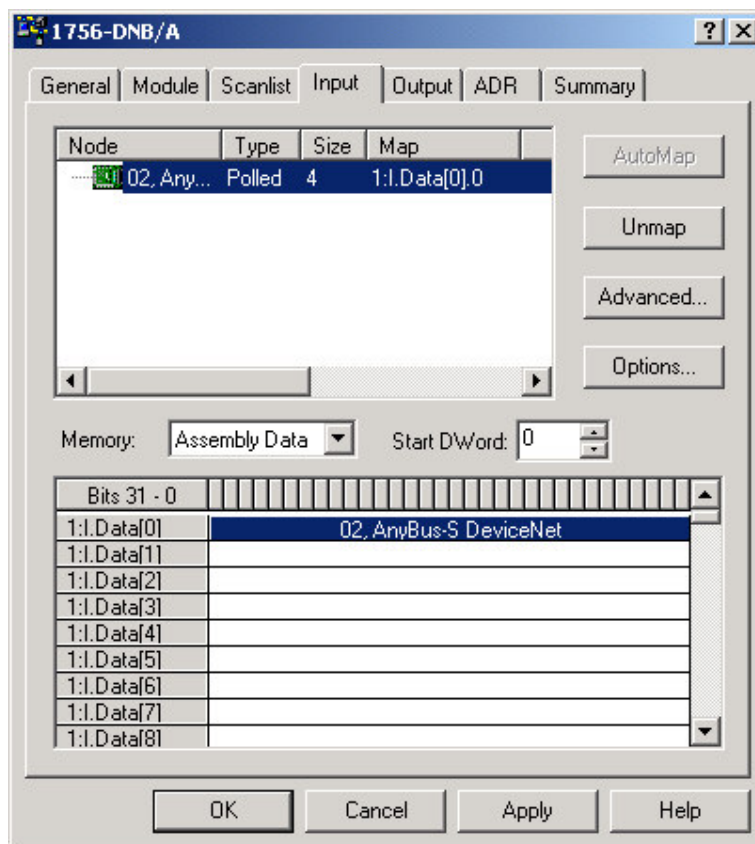 1756-DNB/A
General Module Scanlist Input Output ADR Summary
Node Type Size Map
02, Any... Polled 4 1:I.Data[0].0
AutoMap
Unmap
Advanced...
Options...
Memory: Assembly Data Start DWord: 0
Bits 31 - 0
1:I.Data[0] 02, AnyBus-S DeviceNet
1:I.Data[1]
1:I.Data[2]
1:I.Data[3]
1:I.Data[4]
1:I.Data[5]
1:I.Data[6]
1:I.Data[7]
1:I.Data[8]
OK Cancel Apply Help